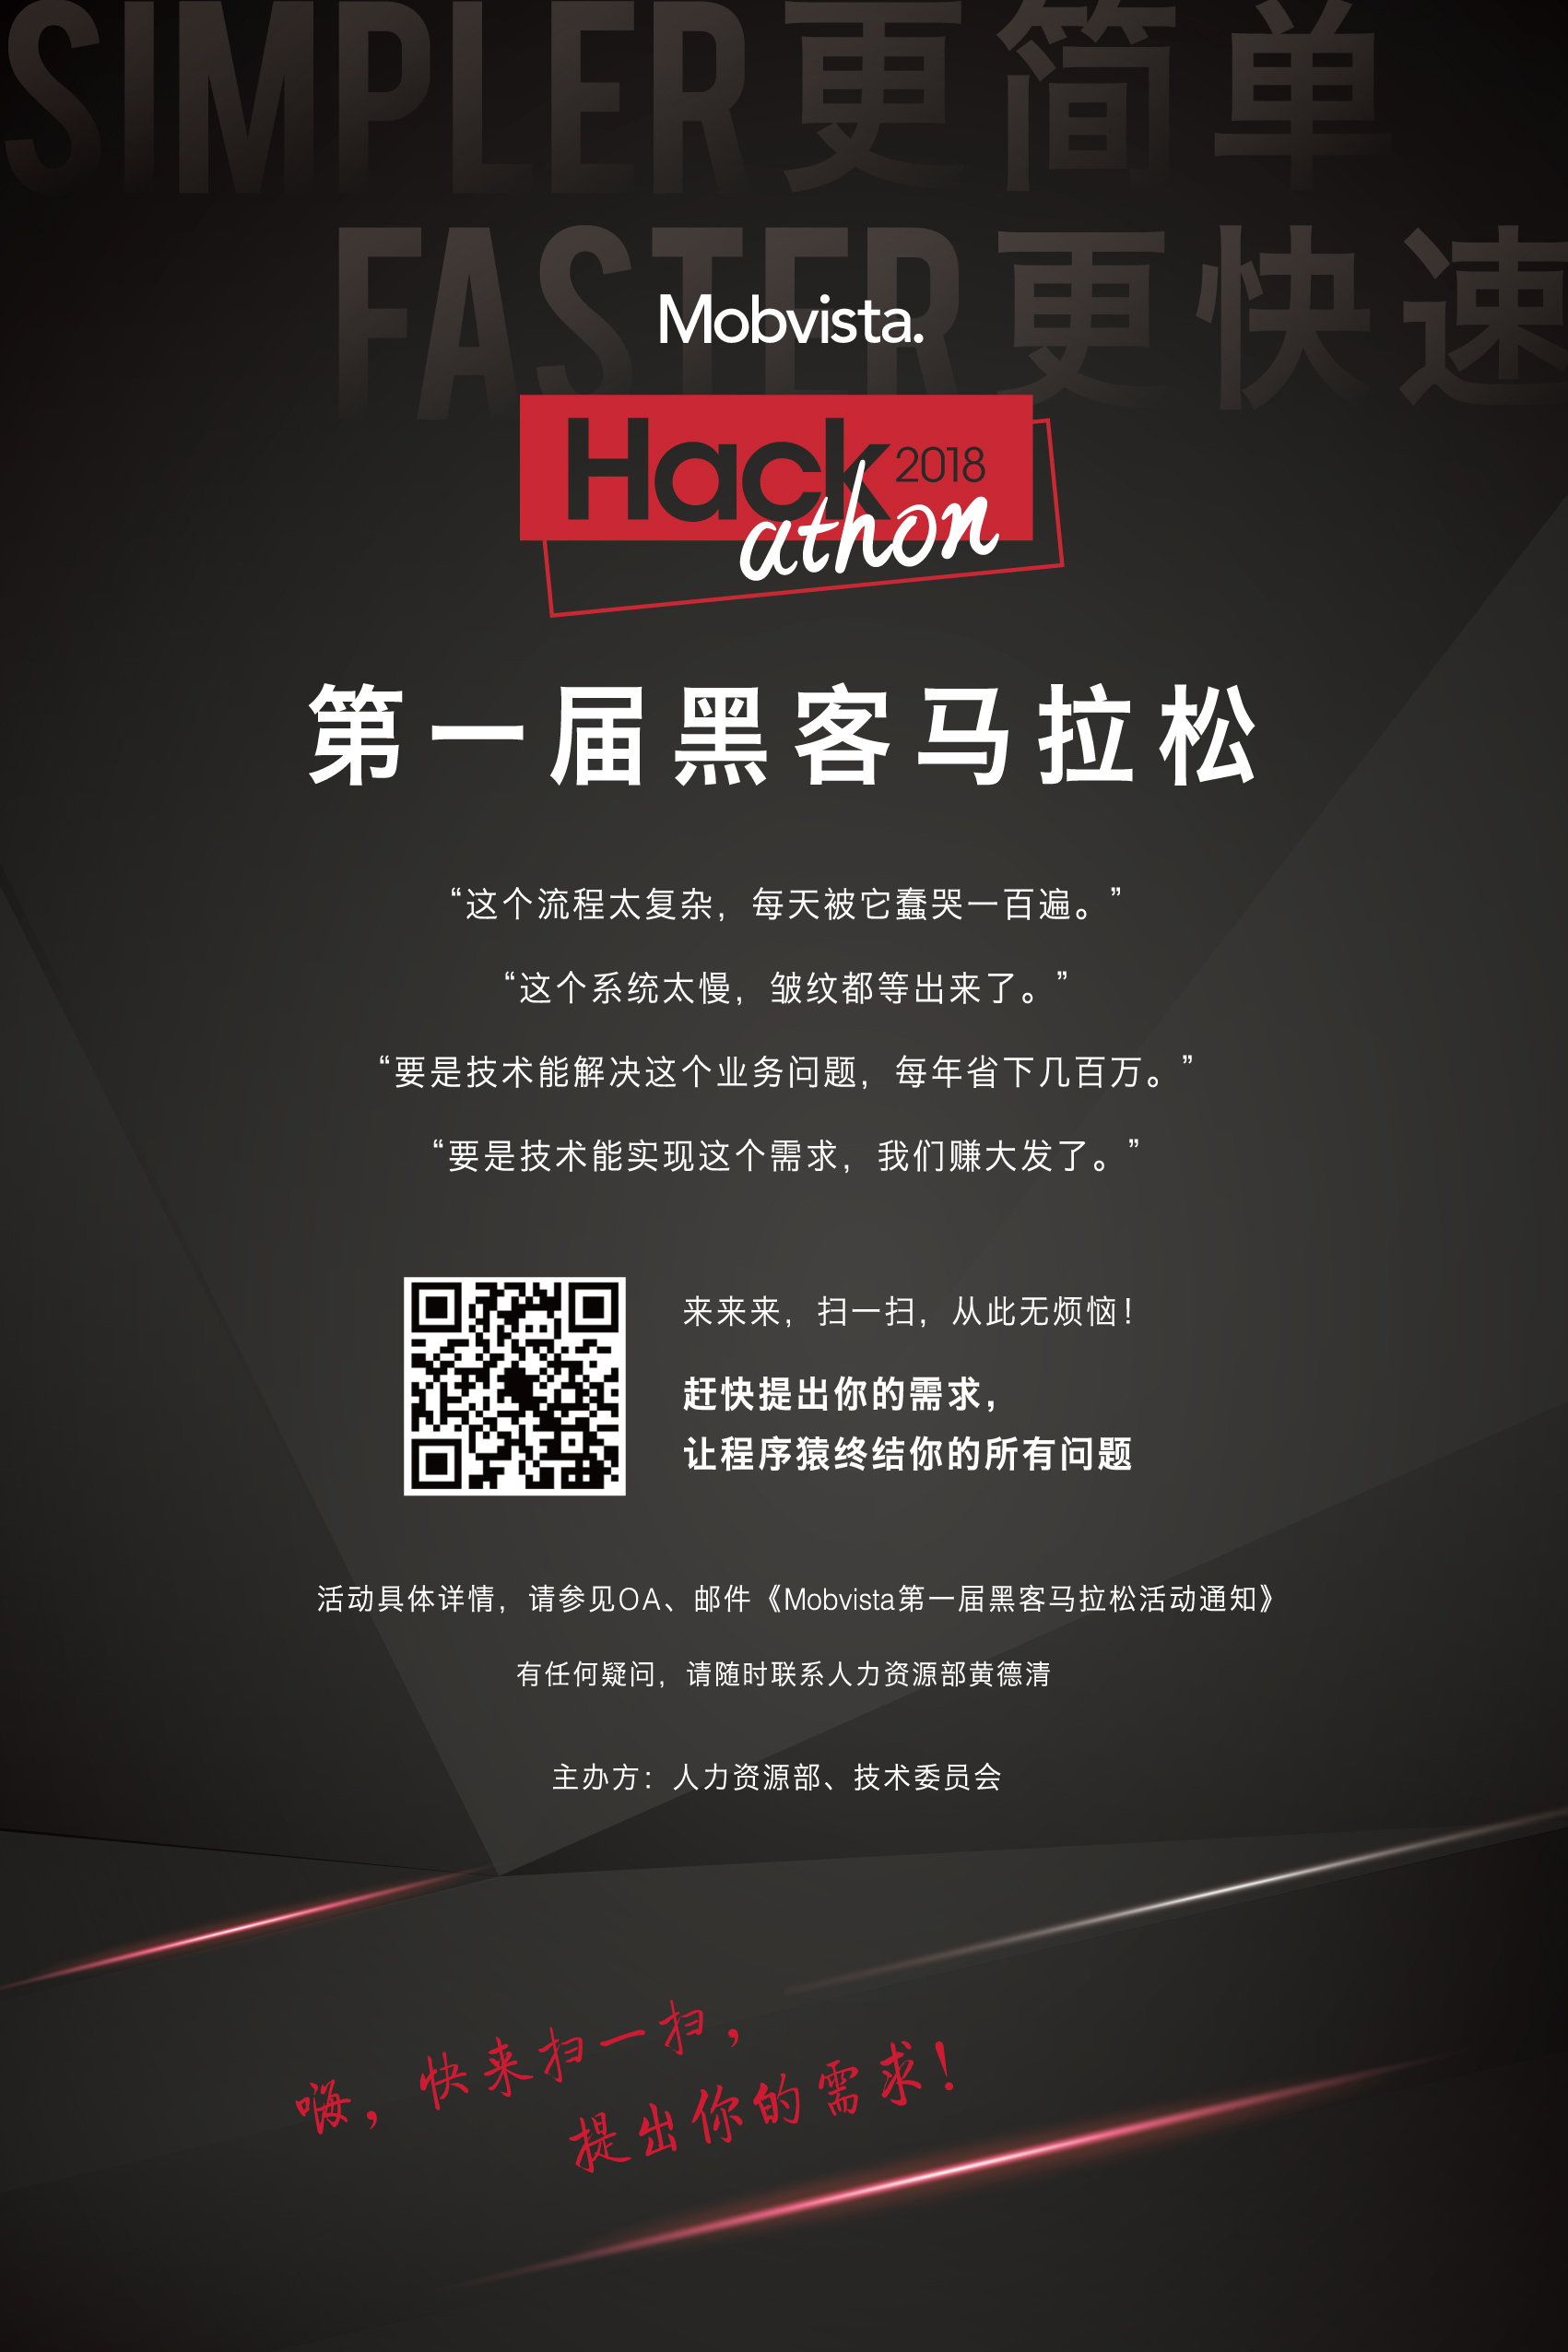 SIMPLER更简单
FASTER更快速
Mobvista.
Hackathon 2018
第一届黑客马拉松
“这个流程太复杂，每天被它蠢哭一百遍。”
“这个系统太慢，皱纹都等出来了。”
“要是技术能解决这个业务问题，每年省下几百万。”
“要是技术能实现这个需求，我们赚大发了。”
来来来，扫一扫，从此无烦恼！
赶快提出你的需求，
让程序猿终结你的所有问题
活动具体详情，请参见OA、邮件《Mobvista第一届黑客马拉松活动通知》
有任何疑问，请随时联系人力资源部黄德清
主办方：人力资源部、技术委员会
嗨，快来扫一扫，
提出你的需求！